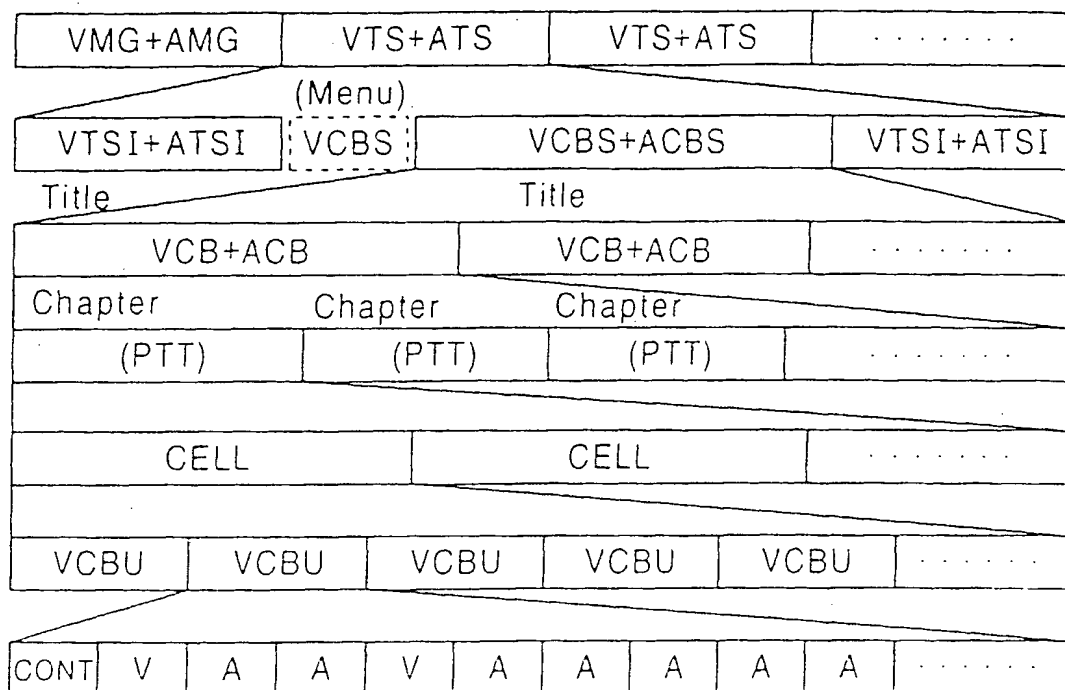 VMG+AMG VTS+ATS VTS+ATS .......
(Menu)
VTSI+ATSI VCBS VCBS+ACBS VTSI+ATSI
Title Title
VCB+ACB VCB+ACB .......
Chapter Chapter Chapter
(PTT) (PTT) (PTT) .......
CELL CELL .......
VCBU VCBU VCBU VCBU VCBU ......
CONT V A A V A A A A A ......